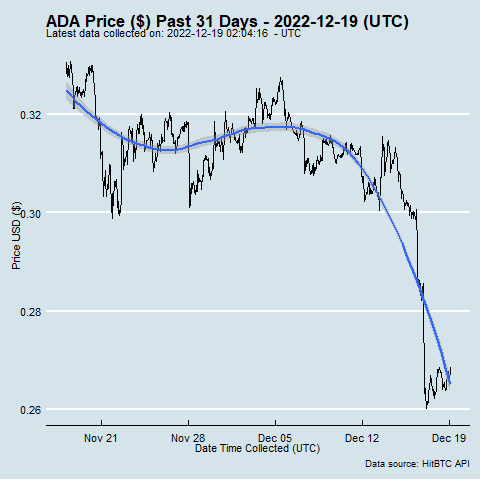 ADA Price ($) Past 31 Days - 2022-12-19 (UTC)
Latest data collected on: 2022-12-19 02:04:16 - UTC
0.32
0.30
0.28
0.26
Price USD ($)
Nov 21 Nov 28 Dec 05 Dec 12 Dec 19
Date Time Collected (UTC)
Data source: HitBTC API